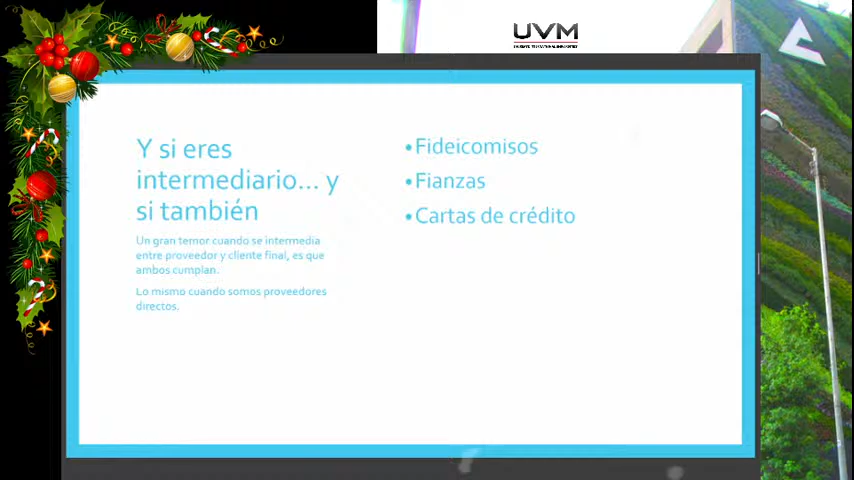 UVM
Y si eres
intermediario... y
si también
Un gran temor cuando se intermedia
entre proveedor y cliente final, es que
ambos cumplan.
Lo mismo cuando somos proveedores
directos.
•Fideicomisos
•Fianzas
•Cartas de crédito